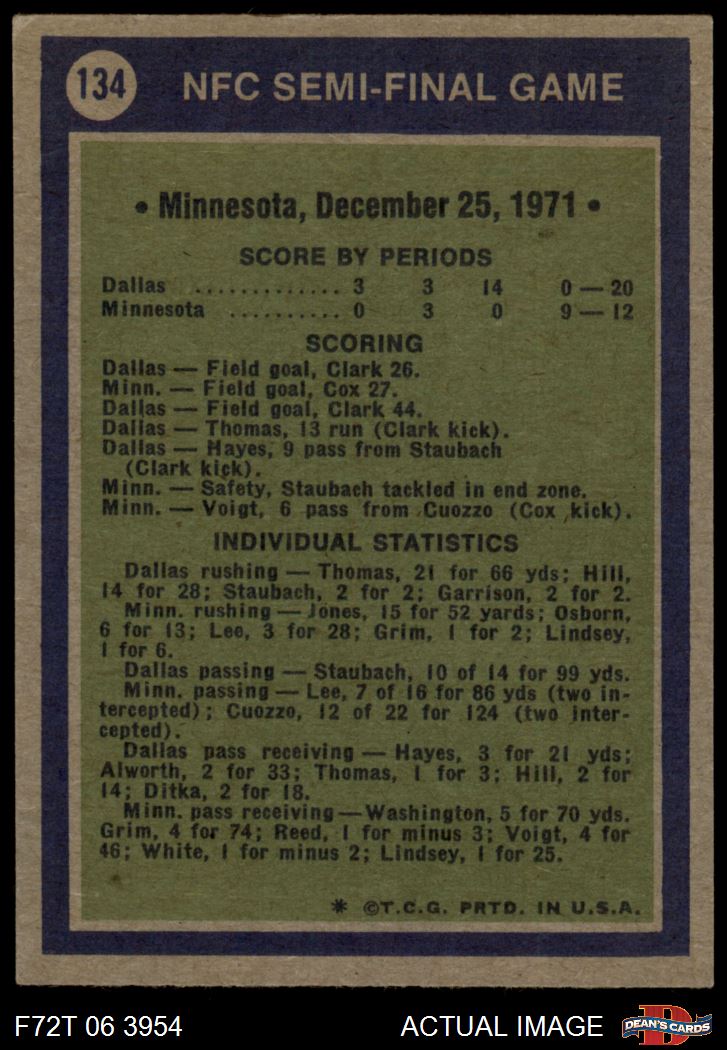 134 NFC SEMI-FINAL GAME
• Minnesota, December 25, 1971 •
SCORE BY PERIODS
Dallas ............. 3 3 14 0 — 20
Minnesota .......... 0 3 0 9 — 12
SCORING
Dallas — Field goal, Clark 26.
Minn. — Field goal, Cox 27.
Dallas — Field goal, Clark 44.
Dallas — Thomas, 13 run (Clark kick).
Dallas — Hayes, 9 pass from Staubach
(Clark kick).
Minn. — Safety, Staubach tackled in end zone.
Minn. — Voigt, 6 pass from Cuozzo (Cox kick).
INDIVIDUAL STATISTICS
Dallas rushing — Thomas, 21 for 66 yds; Hill,
14 for 28; Staubach, 2 for 2; Garrison, 2 for 2.
Minn. rushing — Jones, 15 for 52 yards; Osborn,
6 for 13; Lee, 3 for 28; Grim, 1 for 2; Lindsey,
1 for 6.
Dallas passing — Staubach, 10 of 14 for 99 yds.
Minn. passing — Lee, 7 of 16 for 86 yds (two in-
tercepted); Cuozzo, 12 of 22 for 124 (two inter-
cepted).
Dallas pass receiving — Hayes, 3 for 21 yds;
Alworth, 2 for 33; Thomas, 1 for 3; Hill, 2 for
14; Ditka, 2 for 18.
Minn. pass receiving — Washington, 5 for 70 yds.
Grim, 4 for 74; Reed, 1 for minus 3; Voigt, 4 for
46; White, 1 for minus 2; Lindsey, 1 for 25.
* ©T.C.G. PRTD. IN U.S.A.
F72T 06 3954 ACTUAL IMAGE D DEAN'S CARDS